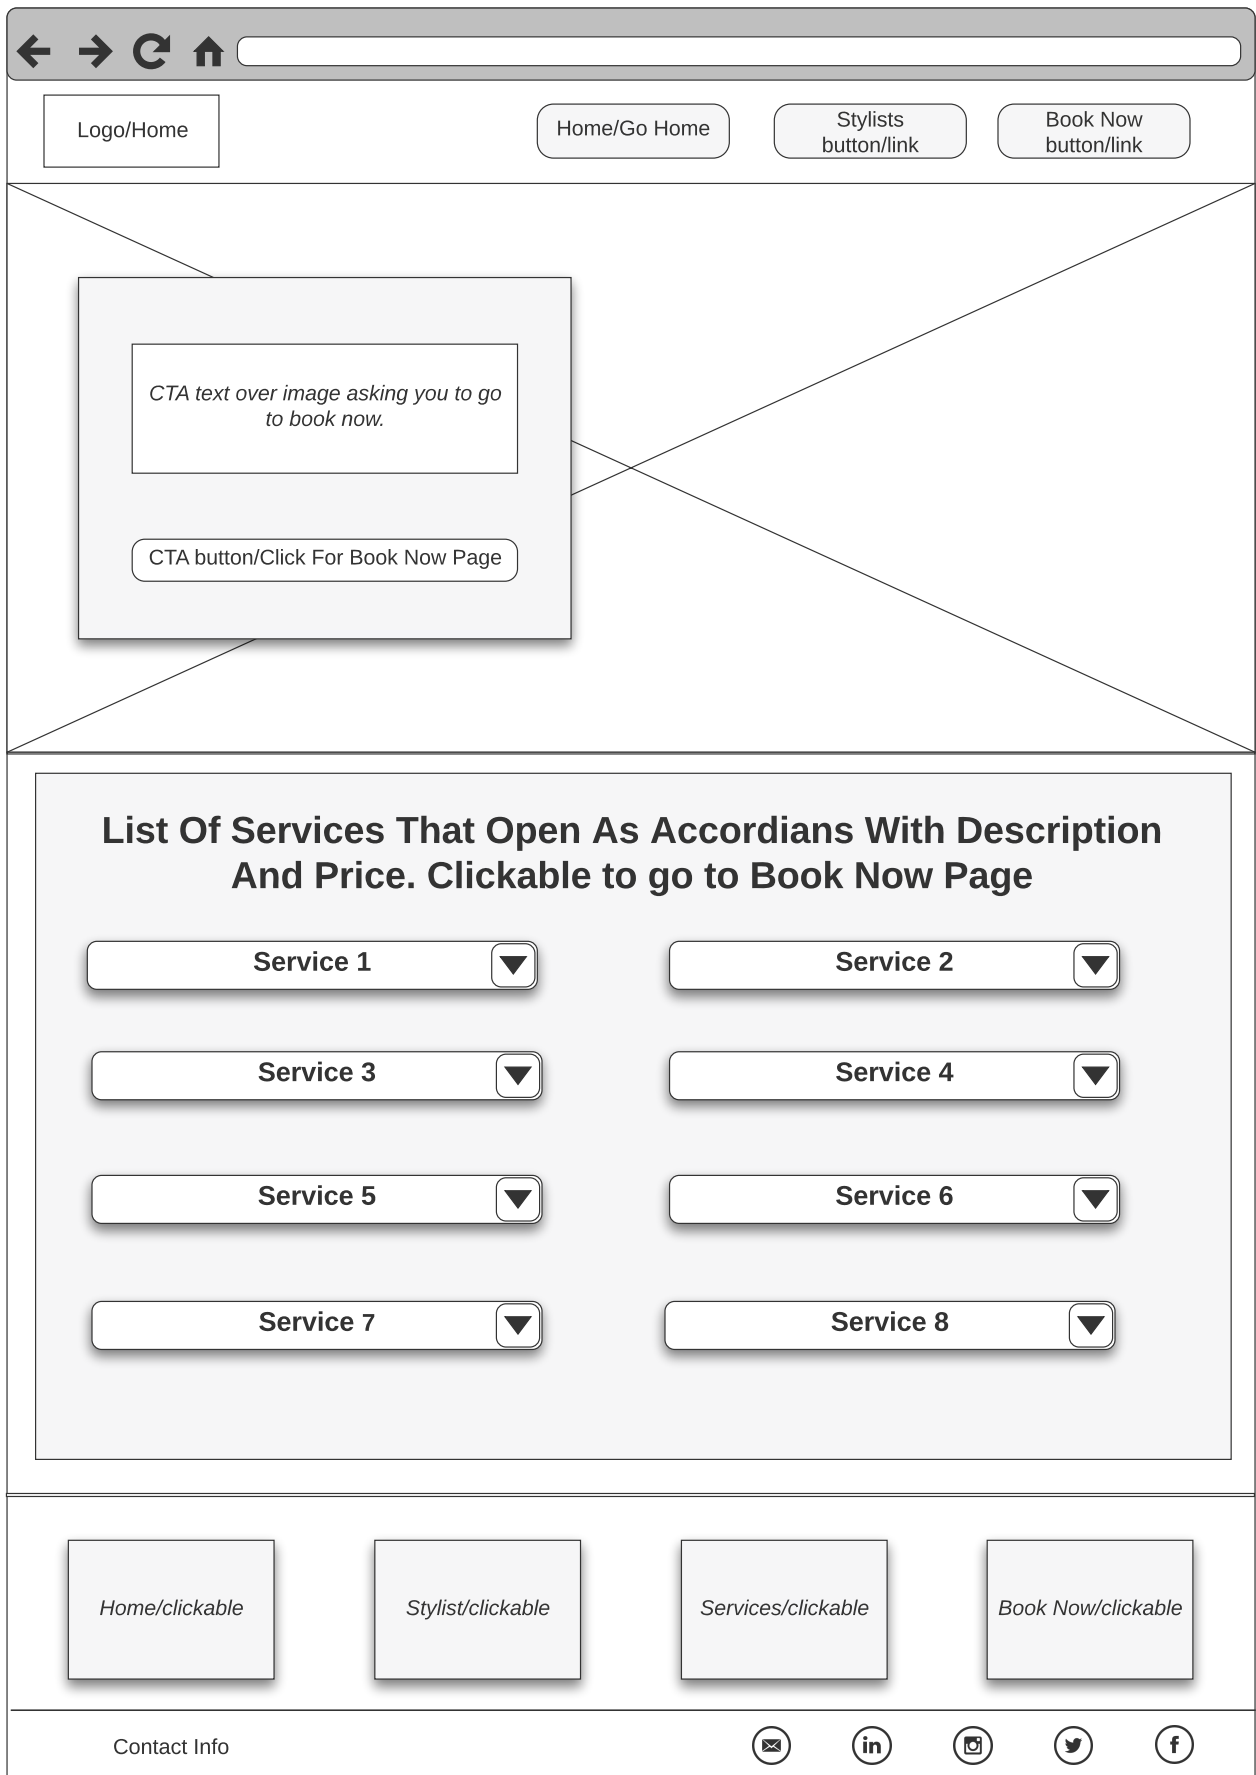 Logo/Home
Home/Go Home
Stylists
button/link
Book Now
button/link
CTA text over image asking you to go
to book now.
CTA button/Click For Book Now Page
List Of Services That Open As Accordians With Description
And Price. Clickable to go to Book Now Page
Service 1
Service 2
Service 3
Service 4
Service 5
Service 6
Service 7
Service 8
Home/clickable
Stylist/clickable
Services/clickable
Book Now/clickable
Contact Info